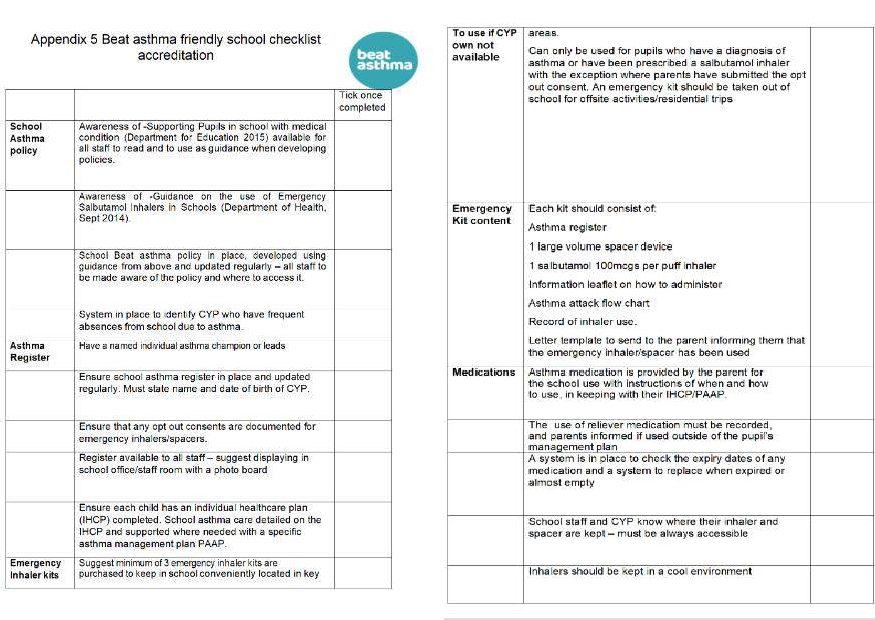 Appendix 5 Beat asthma friendly school checklist
accreditation
beat
asthma
Tick once
completed
School
Asthma
policy
Awareness of -Supporting Pupils in school with medical
condition (Department for Education 2015) available for
all staff to read and to use as guidance when developing
policies.
Awareness of -Guidance on the use of Emergency
Salbutamol Inhalers in Schools (Department of Health,
Sept 2014).
School Beat asthma policy in place, developed using
guidance from above and updated regularly – all staff to
be made aware of the policy and where to access it.
System in place to identify CYP who have frequent
absences from school due to asthma.
Asthma
Register
Have a named individual asthma champion or leads
Ensure school asthma register in place and updated
regularly. Must state name and date of birth of CYP.
Ensure that any opt out consents are documented for
emergency inhalers/spacers.
Register available to all staff – suggest displaying in
school office/staff room with a photo board
Ensure each child has an individual healthcare plan
(IHCP) completed. School asthma care detailed on the
IHCP and supported where needed with a specific
asthma management plan PAAP.
Emergency
Inhaler kits
Suggest minimum of 3 emergency inhaler kits are
purchased to keep in school conveniently located in key
To use if CYP
own not
available
areas.
Can only be used for pupils who have a diagnosis of
asthma or have been prescribed a salbutamol inhaler
with the exception where parents have submitted the opt
out consent. An emergency kit should be taken out of
school for offsite activities/residential trips
Emergency
Kit content
Each kit should consist of:
Asthma register
1 large volume spacer device
1 salbutamol 100mcgs per puff inhaler
Information leaflet on how to administer
Asthma attack flow chart
Record of inhaler use.
Letter template to send to the parent informing them that
the emergency inhaler/spacer has been used
Medications
Asthma medication is provided by the parent for
the school use with instructions of when and how
to use, in keeping with their IHCP/PAAP.
The use of reliever medication must be recorded,
and parents informed if used outside of the pupil's
management plan
A system is in place to check the expiry dates of any
medication and a system to replace when expired or
almost empty
School staff and CYP know where their inhaler and
spacer are kept – must be always accessible
Inhalers should be kept in a cool environment